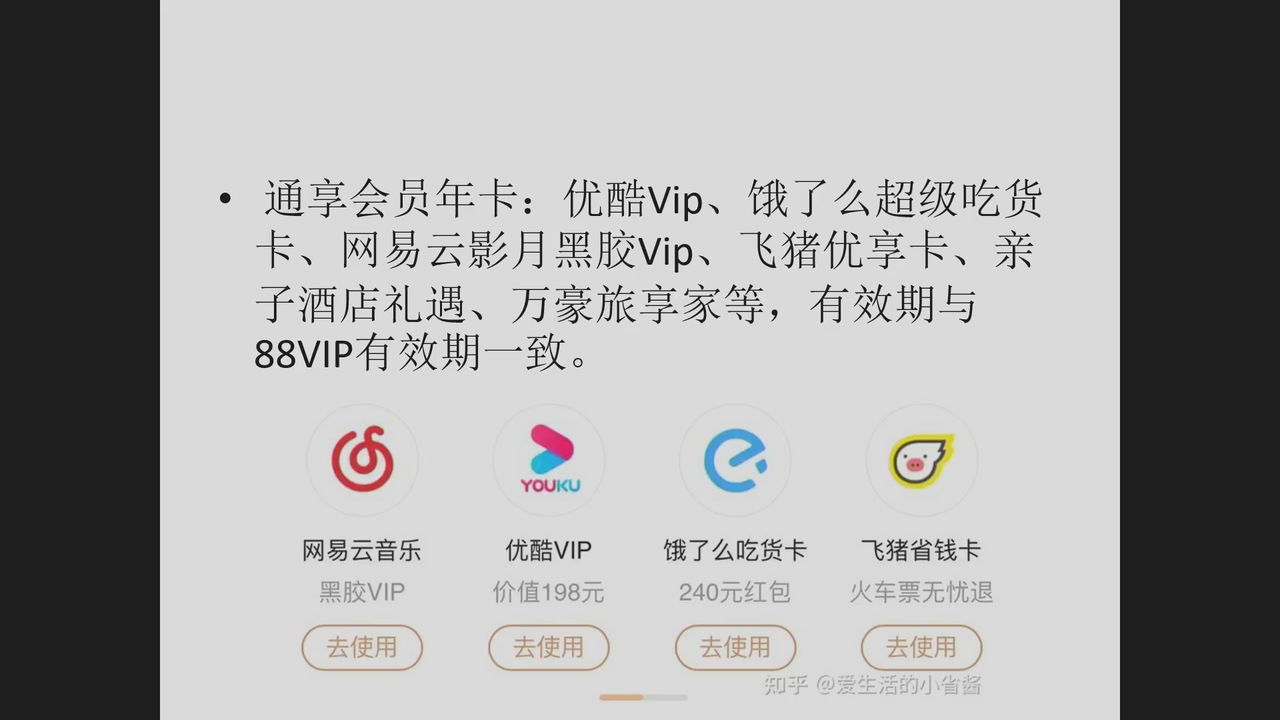 • 通享会员年卡：优酷Vip、饿了么超级吃货
卡、网易云影月黑胶Vip、飞猪优享卡、亲
子酒店礼遇、万豪旅享家等，有效期与
88VIP有效期一致。
YOUKU
网易云音乐 优酷VIP 饿了么吃货卡 飞猪省钱卡
黑胶VIP 价值198元 240元红包 火车票无忧退
去使用 去使用 去使用 去使用
知乎 @爱生活的小省酱